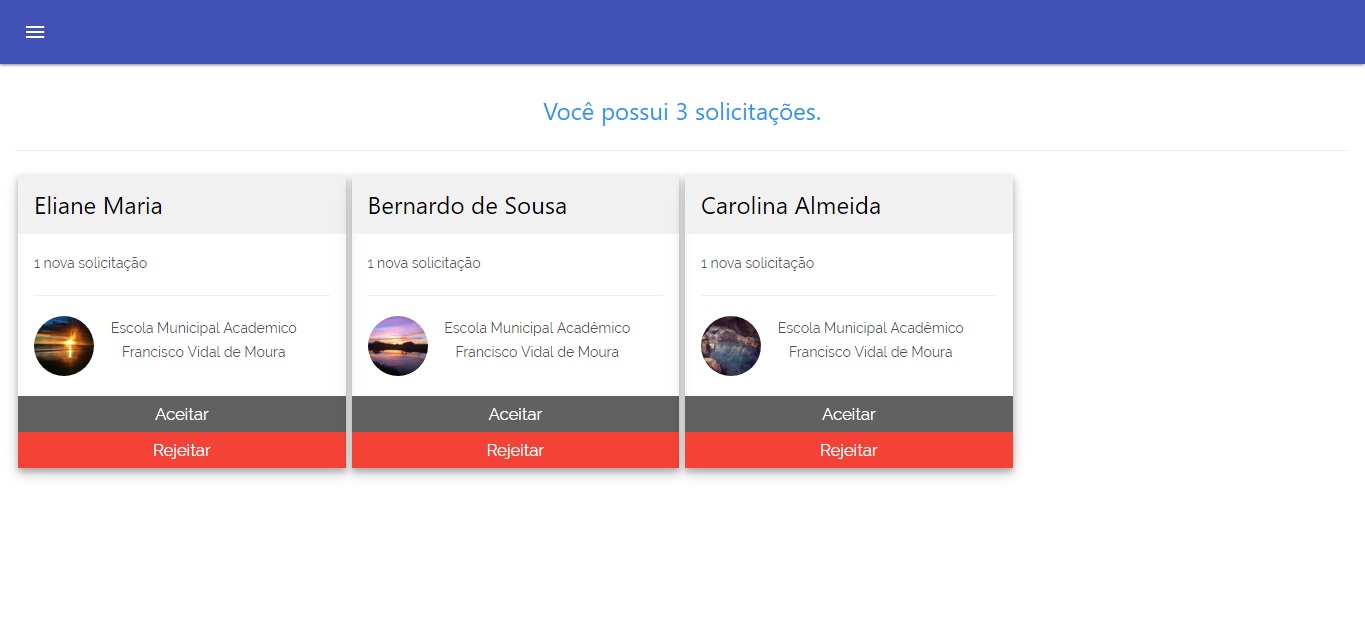 Você possui 3 solicitações.
Eliane Maria
1 nova solicitação
Escola Municipal Academico
Francisco Vidal de Moura
Aceitar
Rejeitar
Bernardo de Sousa
1 nova solicitação
Escola Municipal Acadêmico
Francisco Vidal de Moura
Aceitar
Rejeitar
Carolina Almeida
1 nova solicitação
Escola Municipal Acadêmico
Francisco Vidal de Moura
Aceitar
Rejeitar